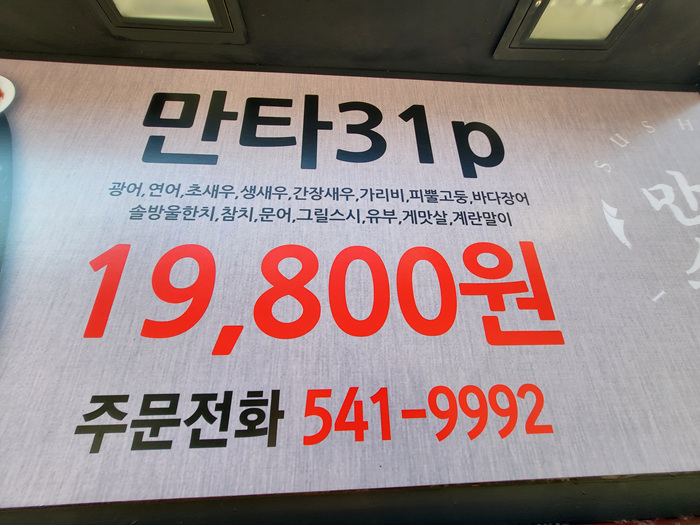 만타31p
광어,연어,초새우,생새우,간장새우,가리비,피뿔고둥,바다장어
솔방울한치,참치,문어,그릴스시,유부,게맛살,계란말이
19,800원
주문전화 541-9992
SUSH
만